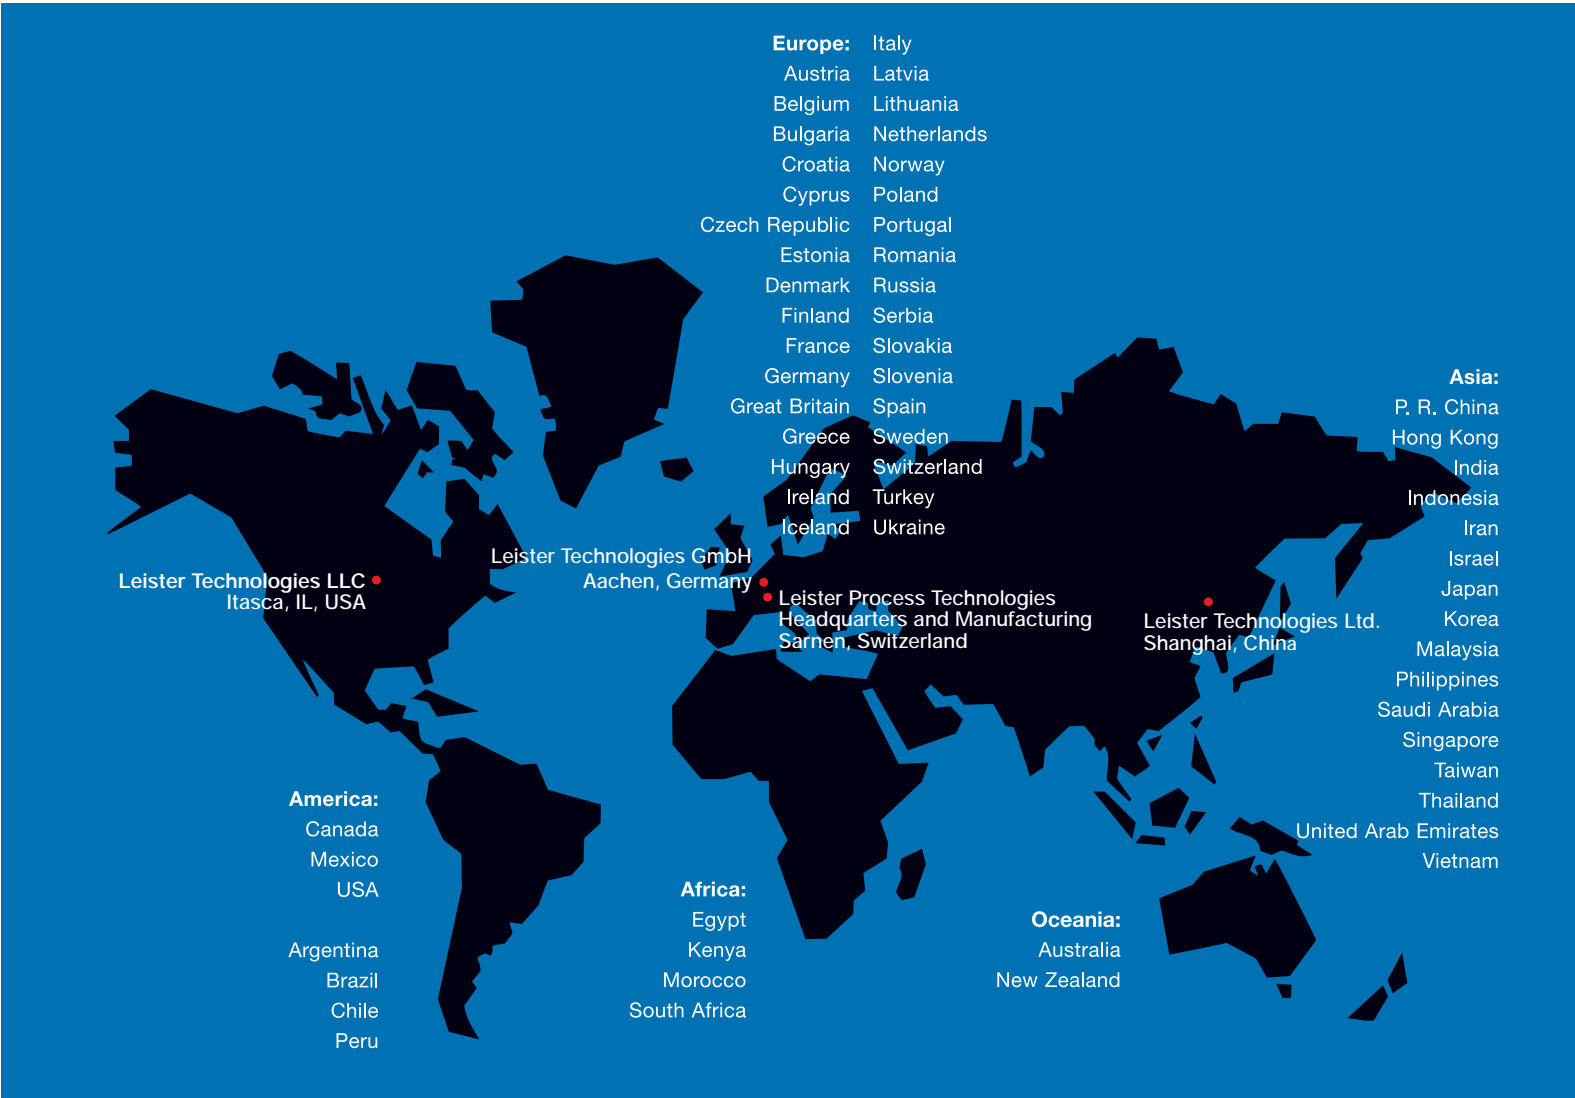 Europe:
Austria
Belgium
Bulgaria
Croatia
Cyprus
Czech Republic
Estonia
Denmark
Finland
France
Germany
Great Britain
Greece
Hungary
Ireland
Iceland
Italy
Latvia
Lithuania
Netherlands
Norway
Poland
Portugal
Romania
Russia
Serbia
Slovakia
Slovenia
Spain
Sweden
Switzerland
Turkey
Ukraine
Asia:
P. R. China
Hong Kong
India
Indonesia
Iran
Israel
Japan
Korea
Malaysia
Philippines
Saudi Arabia
Singapore
Taiwan
Thailand
United Arab Emirates
Vietnam
Leister Technologies LLC
Itasca, IL, USA
Leister Technologies GmbH
Aachen, Germany
Leister Process Technologies
Headquarters and Manufacturing
Sarnen, Switzerland
Leister Technologies Ltd.
Shanghai, China
America:
Canada
Mexico
USA
Argentina
Brazil
Chile
Peru
Africa:
Egypt
Kenya
Morocco
South Africa
Oceania:
Australia
New Zealand